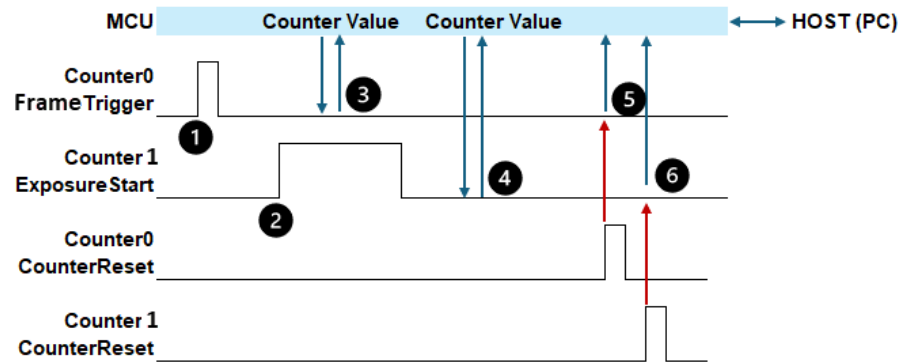 MCU Counter Value Counter Value HOST (PC)
Counter0
FrameTrigger
3
5
1
Counter 1
ExposureStart
4
6
2
Counter0
CounterReset
Counter 1
CounterReset